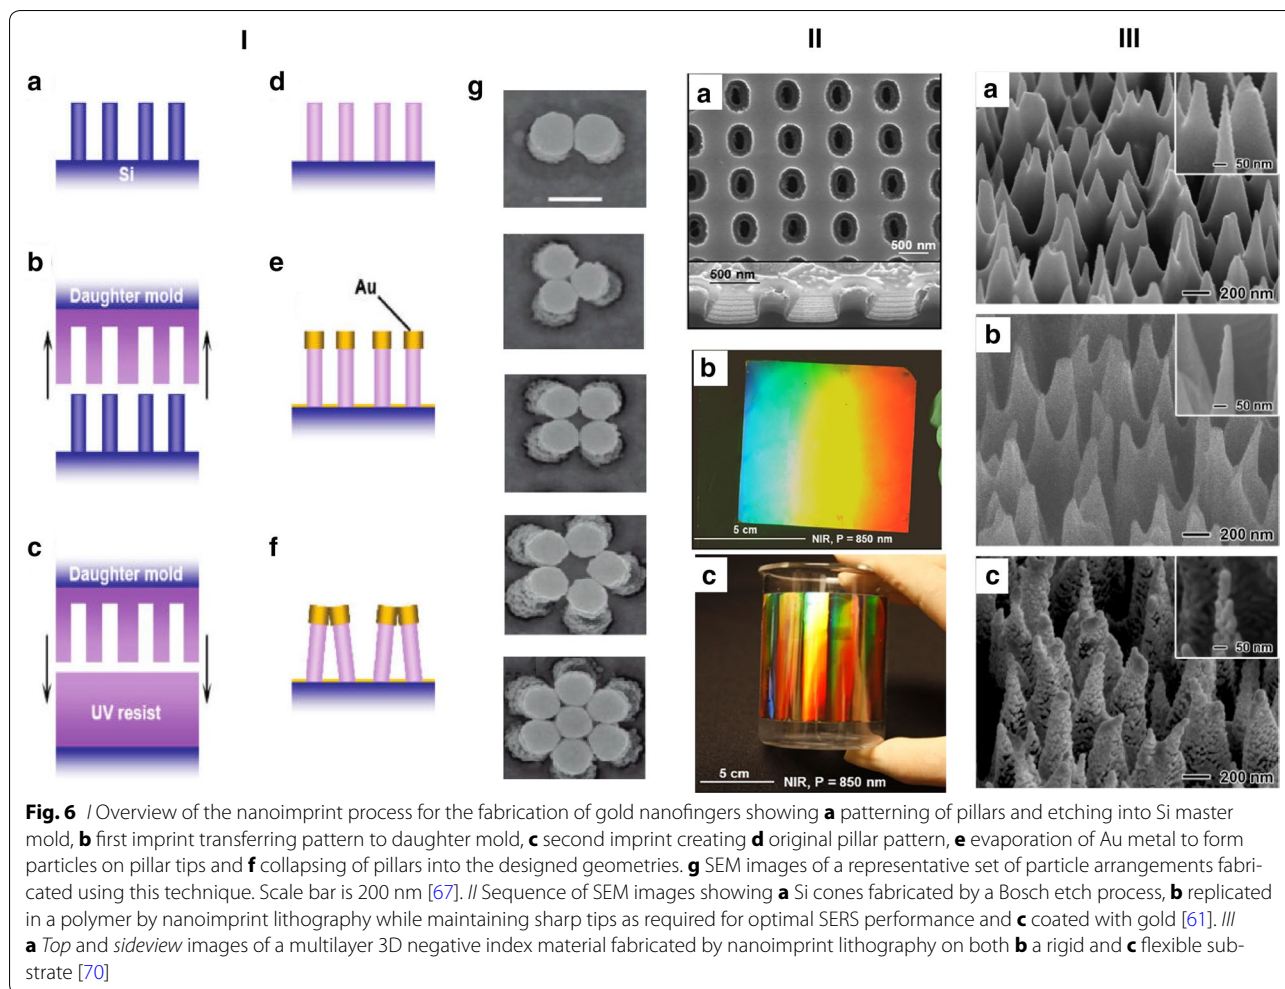 I
II
III
a
Si
d
g
b
Daughter mold
e
Au
c
Daughter mold
UV resist
f
a
500 nm
500 nm
b
5 cm
NIR, P = 850 nm
c
5 cm
NIR, P = 850 nm
a
50 nm
200 nm
b
50 nm
200 nm
c
50 nm
200 nm
Fig. 6 I Overview of the nanoimprint process for the fabrication of gold nanofingers showing a patterning of pillars and etching into Si master
mold, b first imprint transferring pattern to daughter mold, c second imprint creating d original pillar pattern, e evaporation of Au metal to form
particles on pillar tips and f collapsing of pillars into the designed geometries. g SEM images of a representative set of particle arrangements fabri-
cated using this technique. Scale bar is 200 nm [67]. II Sequence of SEM images showing a Si cones fabricated by a Bosch etch process, b replicated
in a polymer by nanoimprint lithography while maintaining sharp tips as required for optimal SERS performance and c coated with gold [61]. III
a Top and sideview images of a multilayer 3D negative index material fabricated by nanoimprint lithography on both b a rigid and c flexible sub-
strate [70]